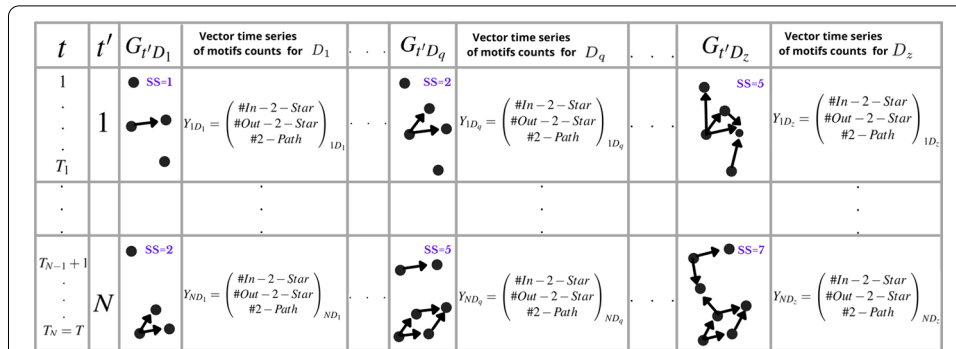 t t′ G_{t′D_1} Vector time series of motifs counts for D_1 . . . G_{t′D_q} Vector time series of motifs counts for D_q . . . G_{t′D_z} Vector time series of motifs counts for D_z
1 . . . T_1
1
SS=1
Y_{1D_1} = ( #In−2−Star
#Out−2−Star
#2−Path )_{1D_1}
. . .
SS=2
Y_{1D_q} = ( #In−2−Star
#Out−2−Star
#2−Path )_{1D_q}
. . .
SS=5
Y_{1D_z} = ( #In−2−Star
#Out−2−Star
#2−Path )_{1D_z}
. . . . . .
T_{N−1}+1 . . . T_N = T
N
SS=2
Y_{ND_1} = ( #In−2−Star
#Out−2−Star
#2−Path )_{ND_1}
. . .
SS=5
Y_{ND_q} = ( #In−2−Star
#Out−2−Star
#2−Path )_{ND_q}
. . .
SS=7
Y_{ND_z} = ( #In−2−Star
#Out−2−Star
#2−Path )_{ND_z}